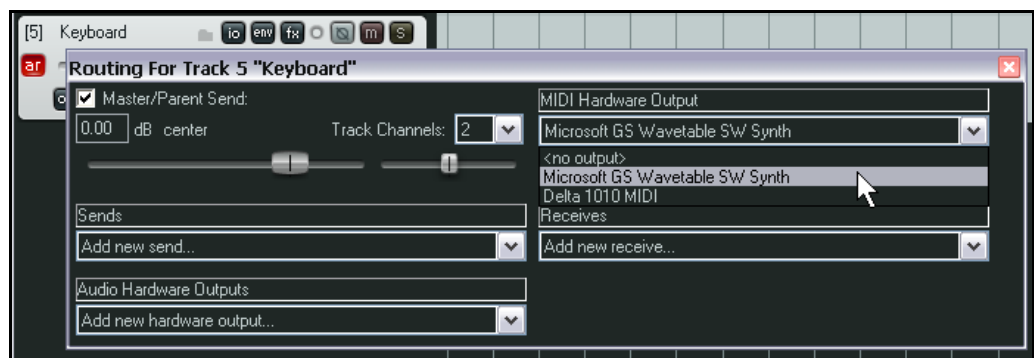 [5] Keyboard io env fx m S
ar Routing For Track 5 "Keyboard"
Master/Parent Send:
0.00 dB center Track Channels: 2
MIDI Hardware Output
Microsoft GS Wavetable SW Synth
<no output>
Microsoft GS Wavetable SW Synth
Delta 1010 MIDI
Sends
Add new send...
Receives
Add new receive...
Audio Hardware Outputs
Add new hardware output...